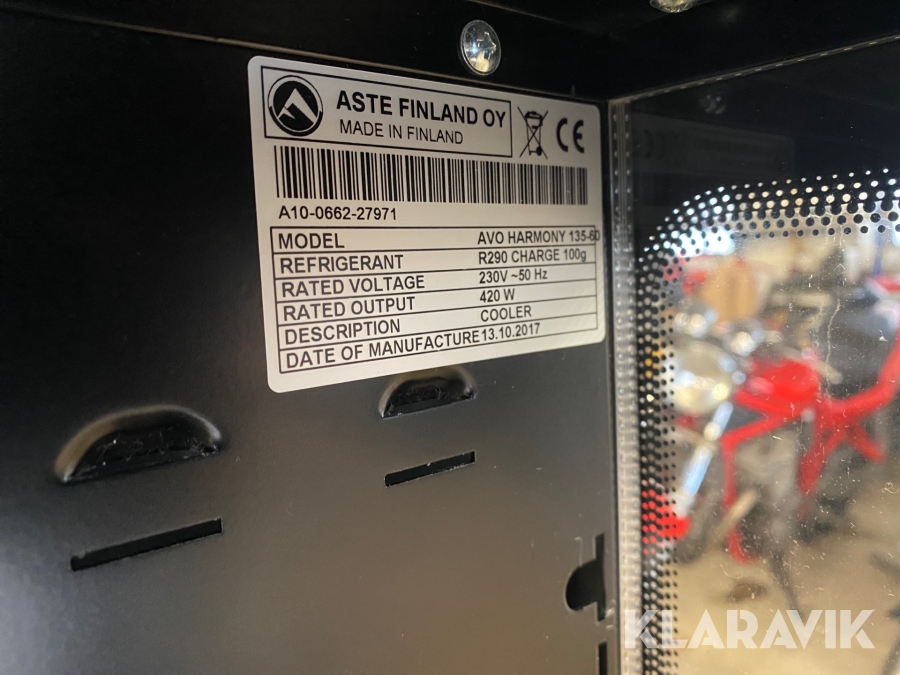 ASTE FINLAND OY
MADE IN FINLAND
CE
A10-0662-27971
MODEL AVO HARMONY 135-60
REFRIGERANT R290 CHARGE 100g
RATED VOLTAGE 230V ~50 Hz
RATED OUTPUT 420 W
DESCRIPTION COOLER
DATE OF MANUFACTURE 13.10.2017
KLARAVIK